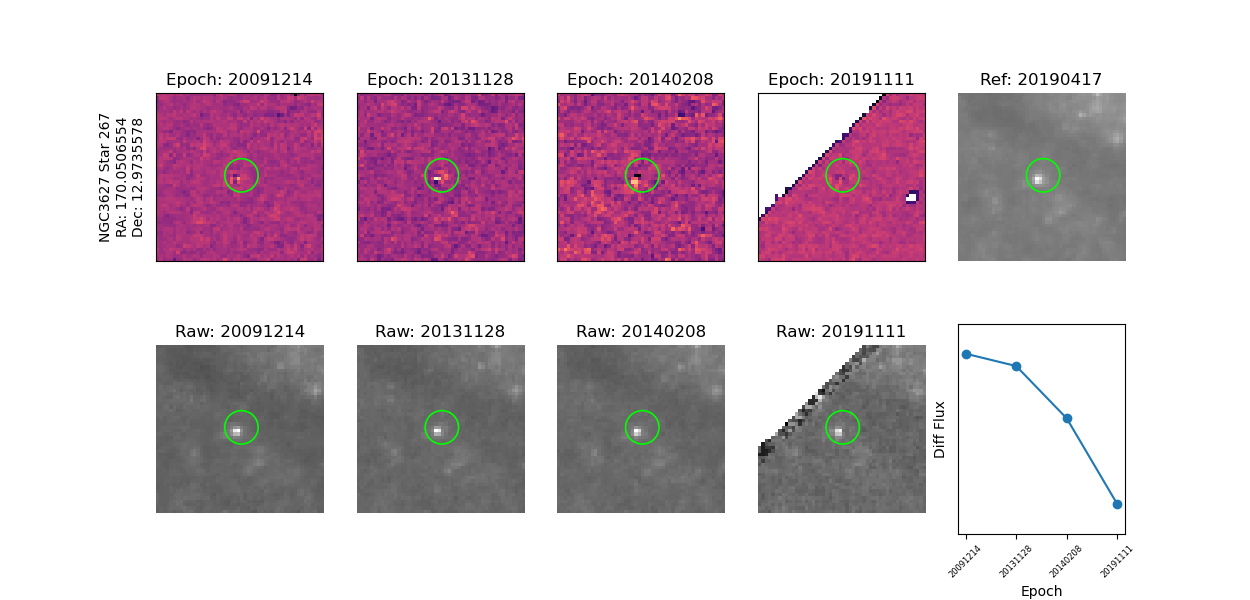 NGC3627 Star 267
RA: 170.0506554
Dec: 12.9735578
Epoch: 20091214
Epoch: 20131128
Epoch: 20140208
Epoch: 20191111
Ref: 20190417
Raw: 20091214
Raw: 20131128
Raw: 20140208
Raw: 20191111
Diff Flux
20091214
20131128
20140208
20191111
Epoch